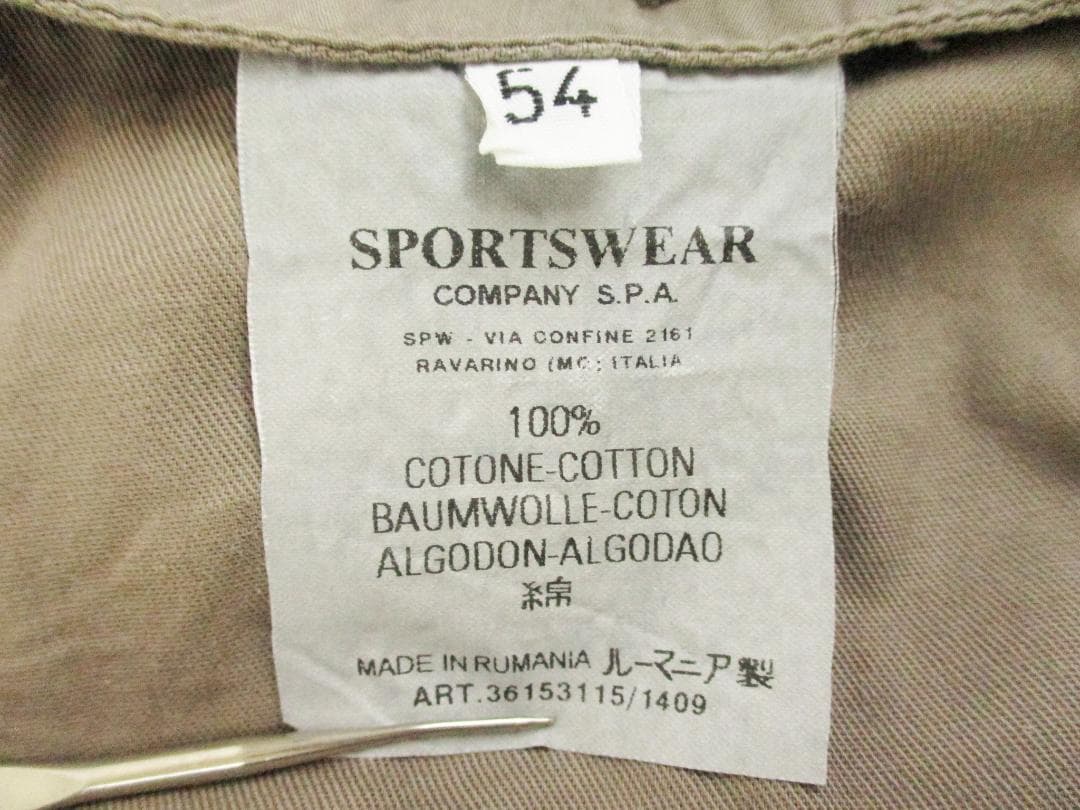 54
SPORTSWEAR
COMPANY S.P.A.
SPW - VIA CONFINE 2161
RAVARINO (MO) ITALIA
100%
COTONE-COTTON
BAUMWOLLE-COTON
ALGODON-ALGODAO
綿
MADE IN RUMANIA ルーマニア製
ART.36153115/1409